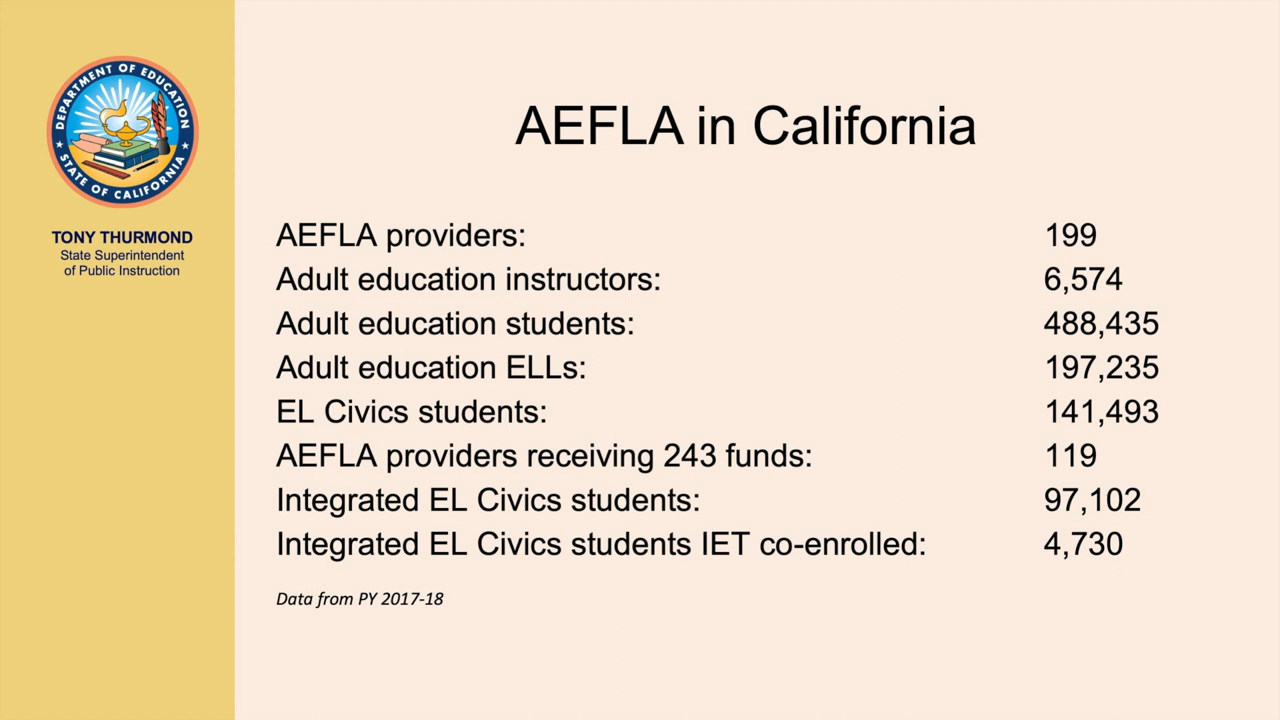 DEPARTMENT OF EDUCATION
STATE OF CALIFORNIA
TONY THURMOND
State Superintendent
of Public Instruction
AEFLA in California
AEFLA providers: 199
Adult education instructors: 6,574
Adult education students: 488,435
Adult education ELLs: 197,235
EL Civics students: 141,493
AEFLA providers receiving 243 funds: 119
Integrated EL Civics students: 97,102
Integrated EL Civics students IET co-enrolled: 4,730
Data from PY 2017-18